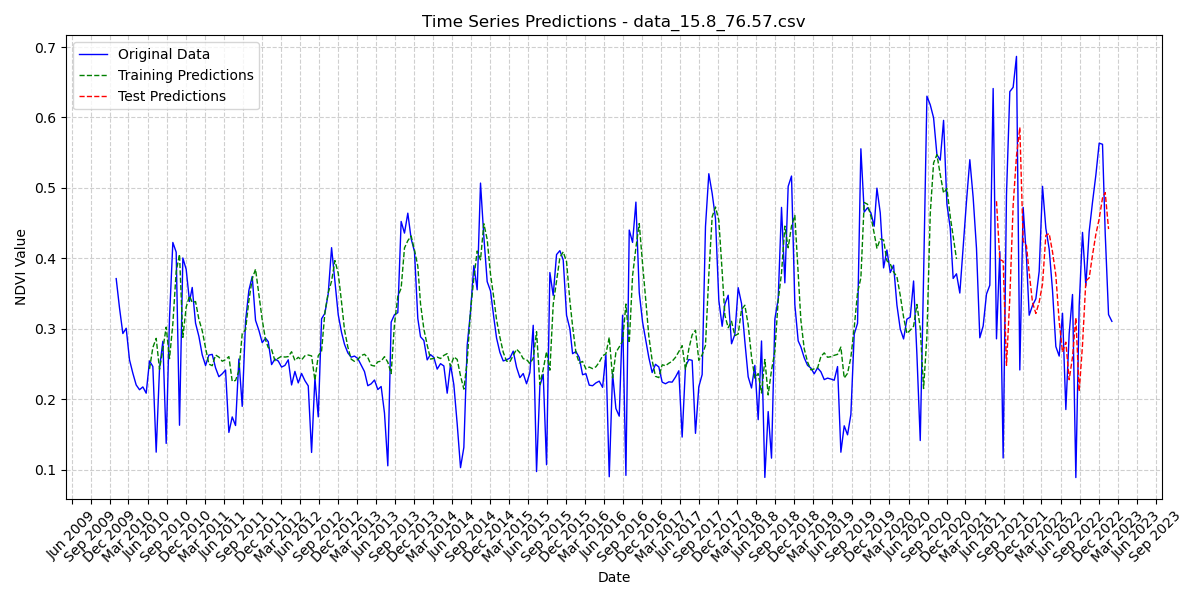 Time Series Predictions - data_15.8_76.57.csv
Original Data
Training Predictions
Test Predictions
NDVI Value
0.7
0.6
0.5
0.4
0.3
0.2
0.1
Jun 2009
Sep 2009
Dec 2009
Mar 2010
Jun 2010
Sep 2010
Dec 2010
Mar 2011
Jun 2011
Sep 2011
Dec 2011
Mar 2012
Jun 2012
Sep 2012
Dec 2012
Mar 2013
Jun 2013
Sep 2013
Dec 2013
Mar 2014
Jun 2014
Sep 2014
Dec 2014
Mar 2015
Jun 2015
Sep 2015
Dec 2015
Mar 2016
Jun 2016
Sep 2016
Dec 2016
Mar 2017
Jun 2017
Sep 2017
Dec 2017
Mar 2018
Jun 2018
Sep 2018
Dec 2018
Mar 2019
Jun 2019
Sep 2019
Dec 2019
Mar 2020
Jun 2020
Sep 2020
Dec 2020
Mar 2021
Jun 2021
Sep 2021
Dec 2021
Mar 2022
Jun 2022
Sep 2022
Dec 2022
Mar 2023
Jun 2023
Sep 2023
Date